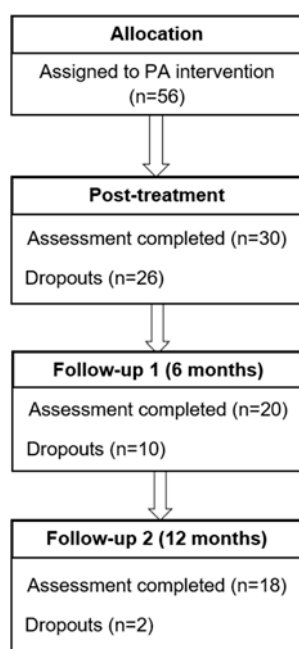 Allocation
Assigned to PA intervention
(n=56)
Post-treatment
Assessment completed (n=30)
Dropouts (n=26)
Follow-up 1 (6 months)
Assessment completed (n=20)
Dropouts (n=10)
Follow-up 2 (12 months)
Assessment completed (n=18)
Dropouts (n=2)